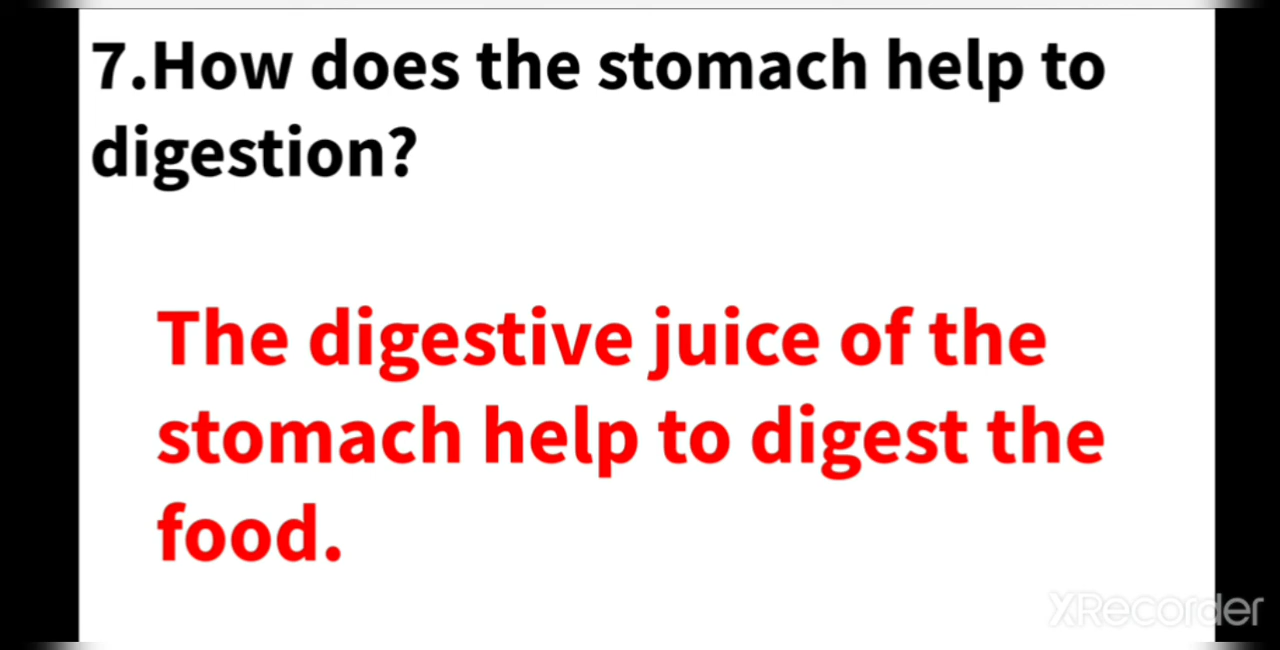 7.How does the stomach help to
digestion?
The digestive juice of the
stomach help to digest the
food.
XRecorder